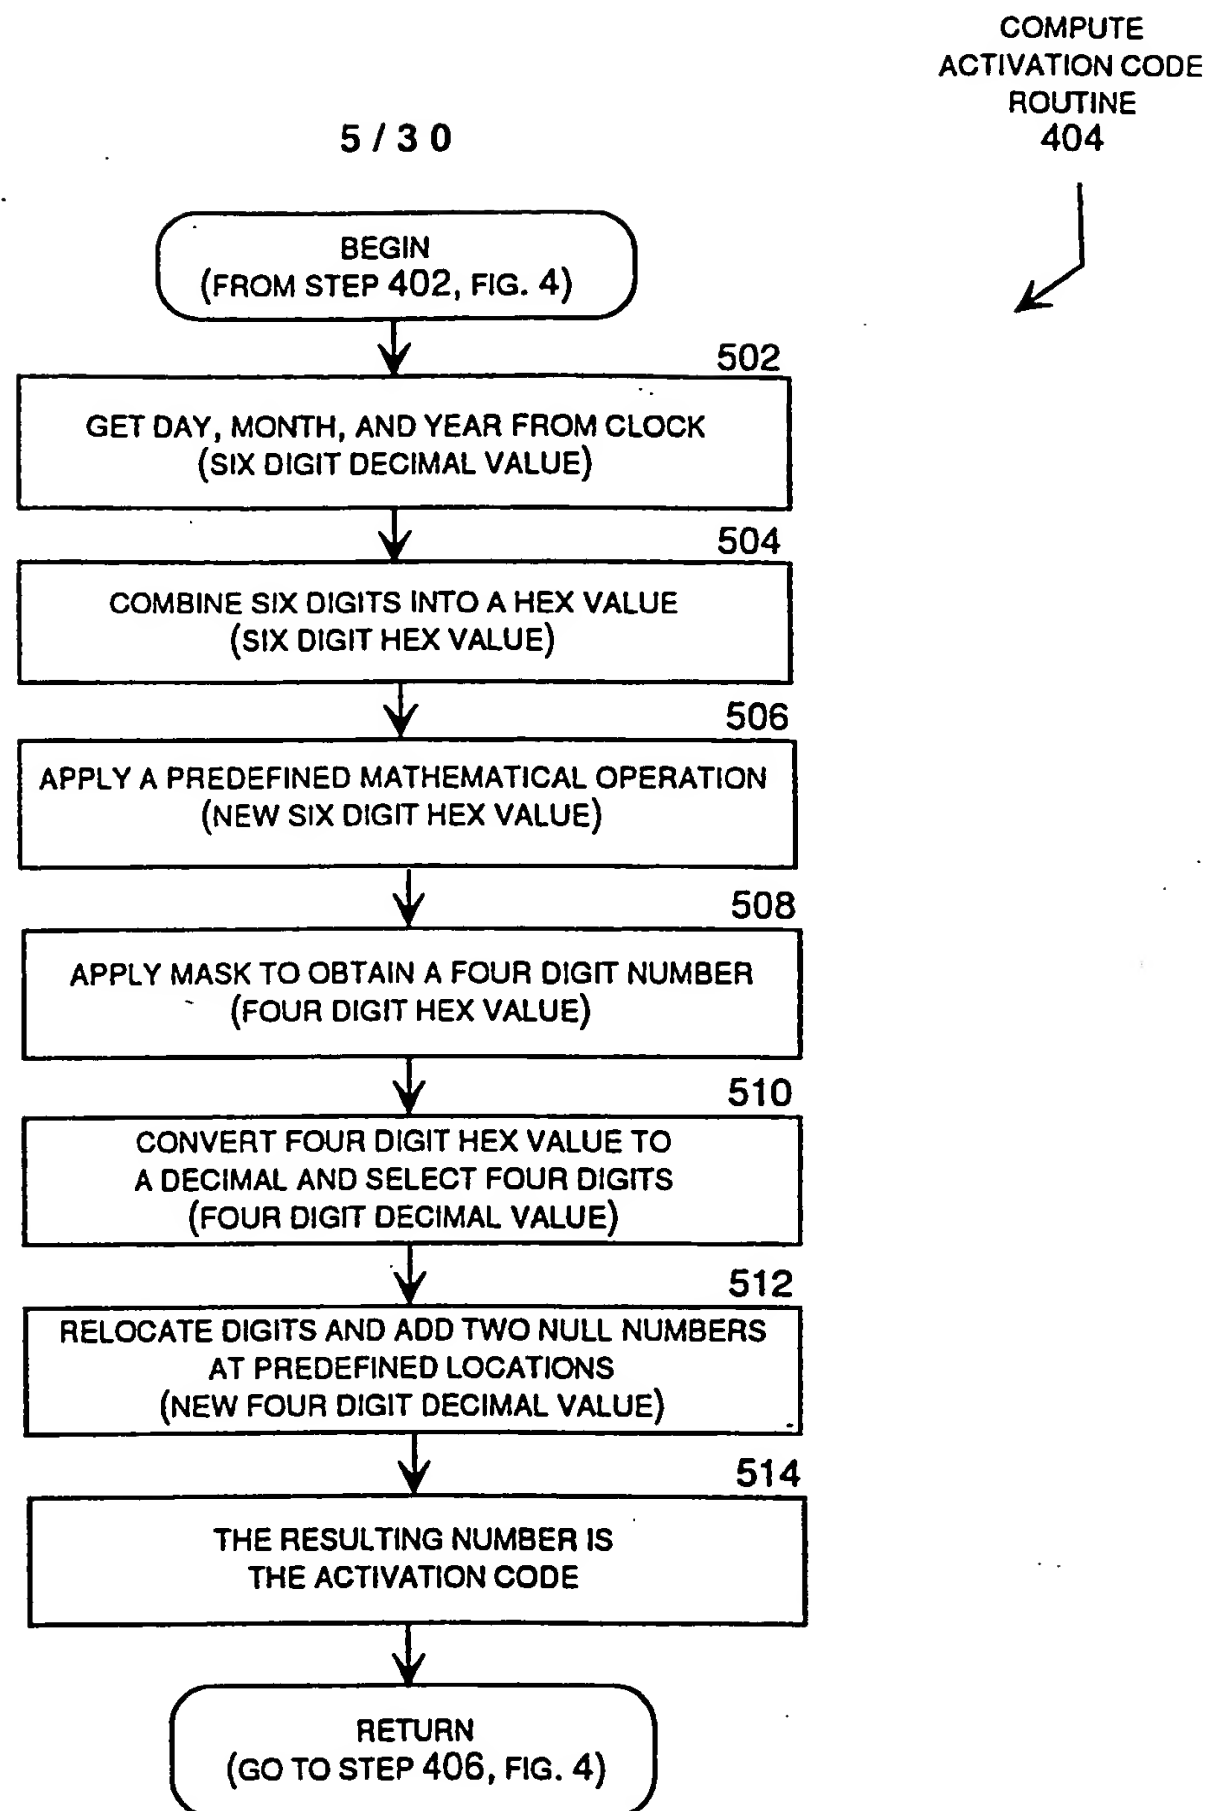 COMPUTE
ACTIVATION CODE
ROUTINE
404
5 / 3 0
BEGIN
(FROM STEP 402, FIG. 4)
502
GET DAY, MONTH, AND YEAR FROM CLOCK
(SIX DIGIT DECIMAL VALUE)
504
COMBINE SIX DIGITS INTO A HEX VALUE
(SIX DIGIT HEX VALUE)
506
APPLY A PREDEFINED MATHEMATICAL OPERATION
(NEW SIX DIGIT HEX VALUE)
508
APPLY MASK TO OBTAIN A FOUR DIGIT NUMBER
(FOUR DIGIT HEX VALUE)
510
CONVERT FOUR DIGIT HEX VALUE TO
A DECIMAL AND SELECT FOUR DIGITS
(FOUR DIGIT DECIMAL VALUE)
512
RELOCATE DIGITS AND ADD TWO NULL NUMBERS
AT PREDEFINED LOCATIONS
(NEW FOUR DIGIT DECIMAL VALUE)
514
THE RESULTING NUMBER IS
THE ACTIVATION CODE
RETURN
(GO TO STEP 406, FIG. 4)